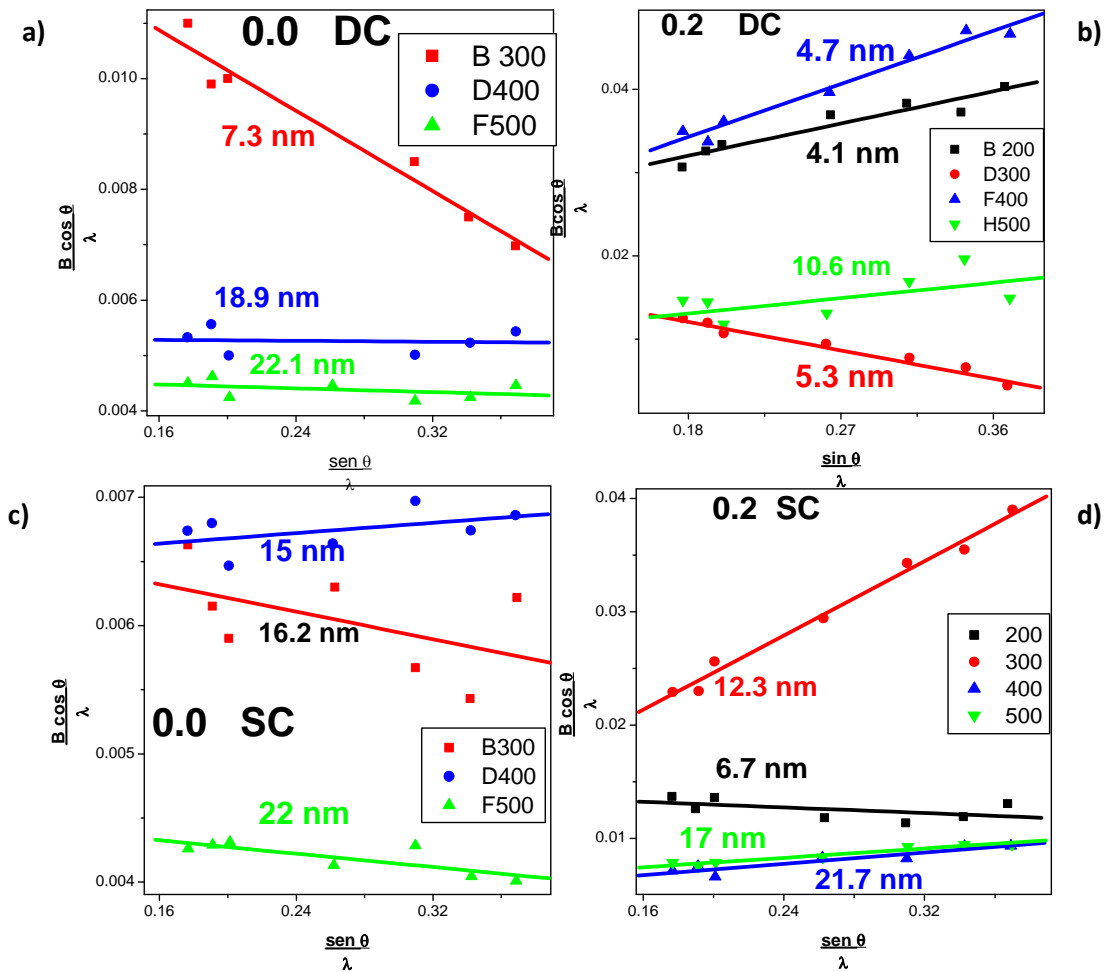 a)
0.0 DC
B 300
D400
F500
7.3 nm
18.9 nm
22.1 nm
0.010
0.008
0.006
0.004
B cos θ
λ
0.16
0.24
0.32
sen θ
λ
b)
0.2 DC
4.7 nm
4.1 nm
B 200
D300
F400
H500
10.6 nm
5.3 nm
0.04
0.02
Bcos θ
λ
0.18
0.27
0.36
sin θ
λ
c)
15 nm
16.2 nm
0.0 SC
B300
D400
F500
22 nm
0.007
0.006
0.005
0.004
B cos θ
λ
0.16
0.24
0.32
sen θ
λ
d)
0.2 SC
200
300
400
500
12.3 nm
6.7 nm
17 nm
21.7 nm
0.04
0.03
0.02
0.01
B cos θ
λ
0.16
0.24
0.32
sen θ
λ